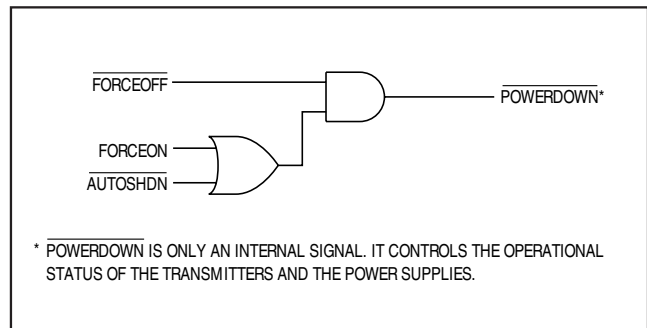 FORCEOFF
POWERDOWN*
FORCEON
AUTOSHDN
* POWERDOWN IS ONLY AN INTERNAL SIGNAL. IT CONTROLS THE OPERATIONAL
STATUS OF THE TRANSMITTERS AND THE POWER SUPPLIES.